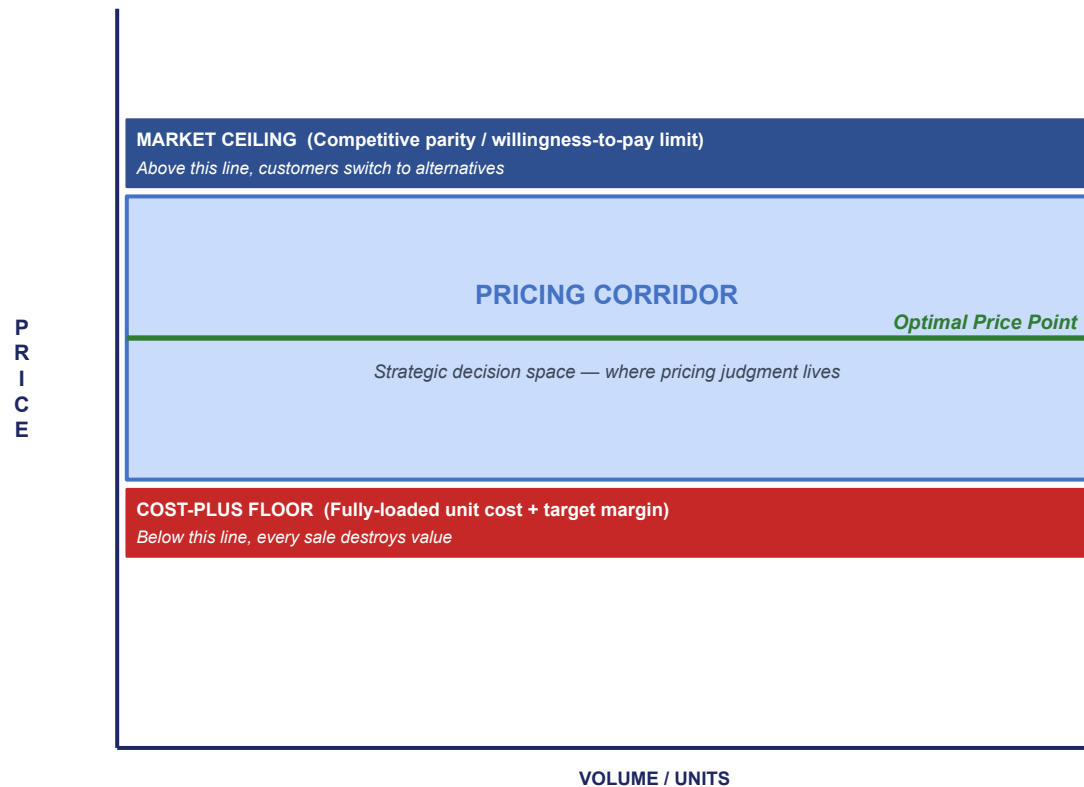 MARKET CEILING (Competitive parity / willingness-to-pay limit)
Above this line, customers switch to alternatives
PRICING CORRIDOR
Optimal Price Point
PRICE
Strategic decision space — where pricing judgment lives
COST-PLUS FLOOR (Fully-loaded unit cost + target margin)
Below this line, every sale destroys value
VOLUME / UNITS